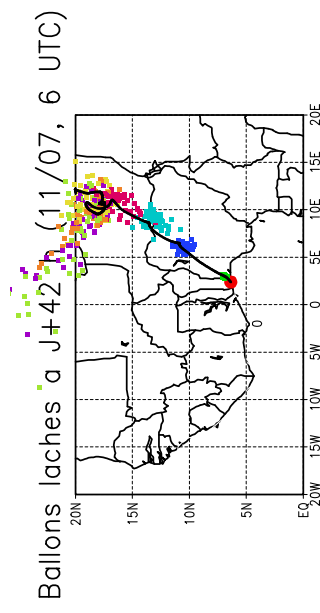 Ballons laches a J+42 (11/07, 6 UTC)
20N
15N
10N
5N
EQ
20W
15W
10W
5W
0
5E
10E
15E
20E
0